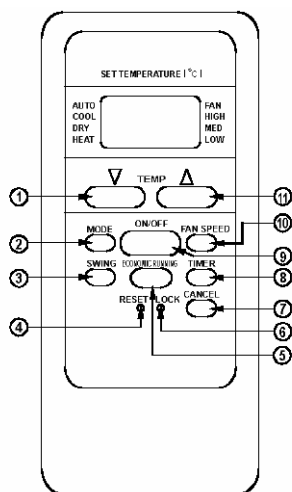 SET TEMPERATURE (°C)
AUTO FAN
COOL HIGH
DRY MED
HEAT LOW
▽ TEMP △
ON/OFF
MODE FAN SPEED
SWING ECONOMIC RUNNING TIMER
RESET LOCK CANCEL
1
2
3
4
5
6
7
8
9
10
11